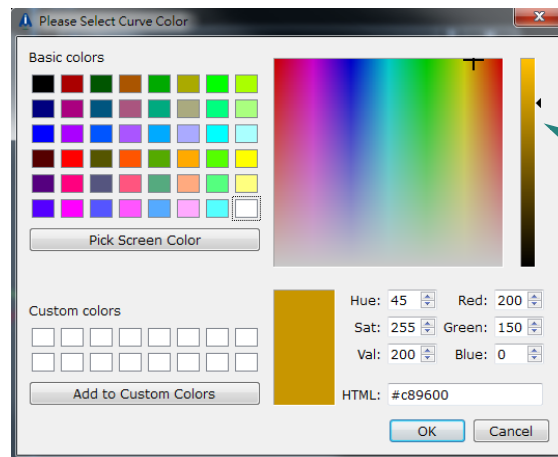 Please Select Curve Color
Basic colors
Pick Screen Color
Custom colors
Add to Custom Colors
Hue: 45 Red: 200
Sat: 255 Green: 150
Val: 200 Blue: 0
HTML: #c89600
OK Cancel